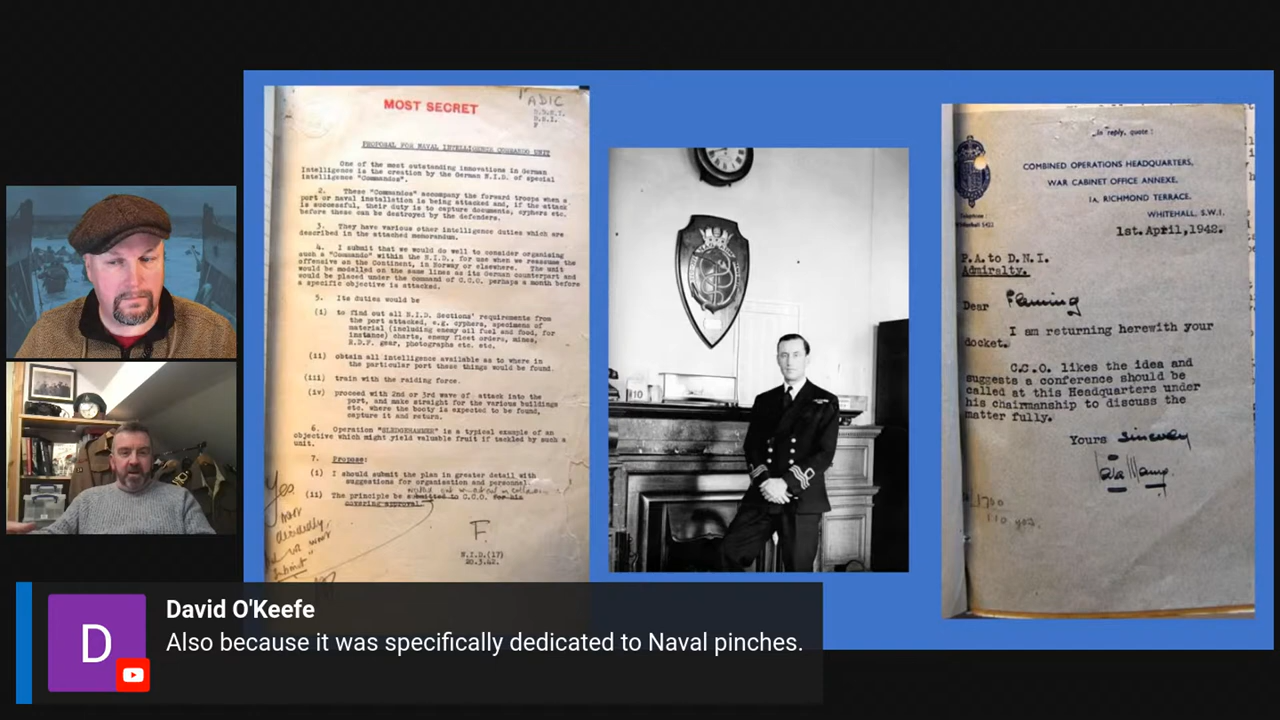 MOST SECRET
ADIC
D.D.N.I.
D.N.I.
F
PROPOSAL FOR NAVAL INTELLIGENCE COMMANDO UNIT
One of the most outstanding innovations in German
Intelligence is the creation by the German N.I.D. of special
intelligence "Commandos".
2. These "Commandos" accompany the forward troops when a
port or naval installation is being attacked and, if the attack
is successful, their duty is to capture documents, cyphers etc.
before these can be destroyed by the defenders.
3. They have various other intelligence duties which are
described in the attached memorandum.
4. I submit that we would do well to consider organising
such a "Commando" within the N.I.D., for use when we reassume the
offensive on the Continent, in Norway or elsewhere. The unit
would be modelled on the same lines as its German counterpart and
would be placed under the command of C.C.O. perhaps a month before
a specific objective is attacked.
5. Its duties would be
(i) to find out all N.I.D. Sections' requirements from
the port attacked, e.g. cyphers, specimens of
material (including enemy oil fuel and food, for
instance) charts, enemy fleet orders, mines,
R.D.F. gear, photographs etc. etc.
(ii) obtain all intelligence available as to where in
the particular port these things would be found.
(iii) train with the raiding force.
(iv) proceed with 2nd or 3rd wave of attack into the
port, and make straight for the various buildings
etc. where the booty is expected to be found,
capture it and return.
6. Operation "SLEDGEHAMMER" is a typical example of an
objective which might yield valuable fruit if tackled by such a
unit.
7. Propose:
(i) I should submit the plan in greater detail with
suggestions for organisation and personnel.
(ii) The principle be submitted to C.C.O. for his
covering approval.
Yes
most
decidedly
F.
N.I.D.(17)
20.3.42.
In reply, quote :
COMBINED OPERATIONS HEADQUARTERS,
WAR CABINET OFFICE ANNEXE,
1A, RICHMOND TERRACE,
WHITEHALL, S.W.1.
1st. April, 1942.
P.A. to D.N.I.
Admiralty.
Dear Fleming
I am returning herewith your
docket.
C.C.O. likes the idea and
suggests a conference should be
called at this Headquarters under
his chairmanship to discuss the
matter fully.
Yours sincerely
D
David O'Keefe
Also because it was specifically dedicated to Naval pinches.